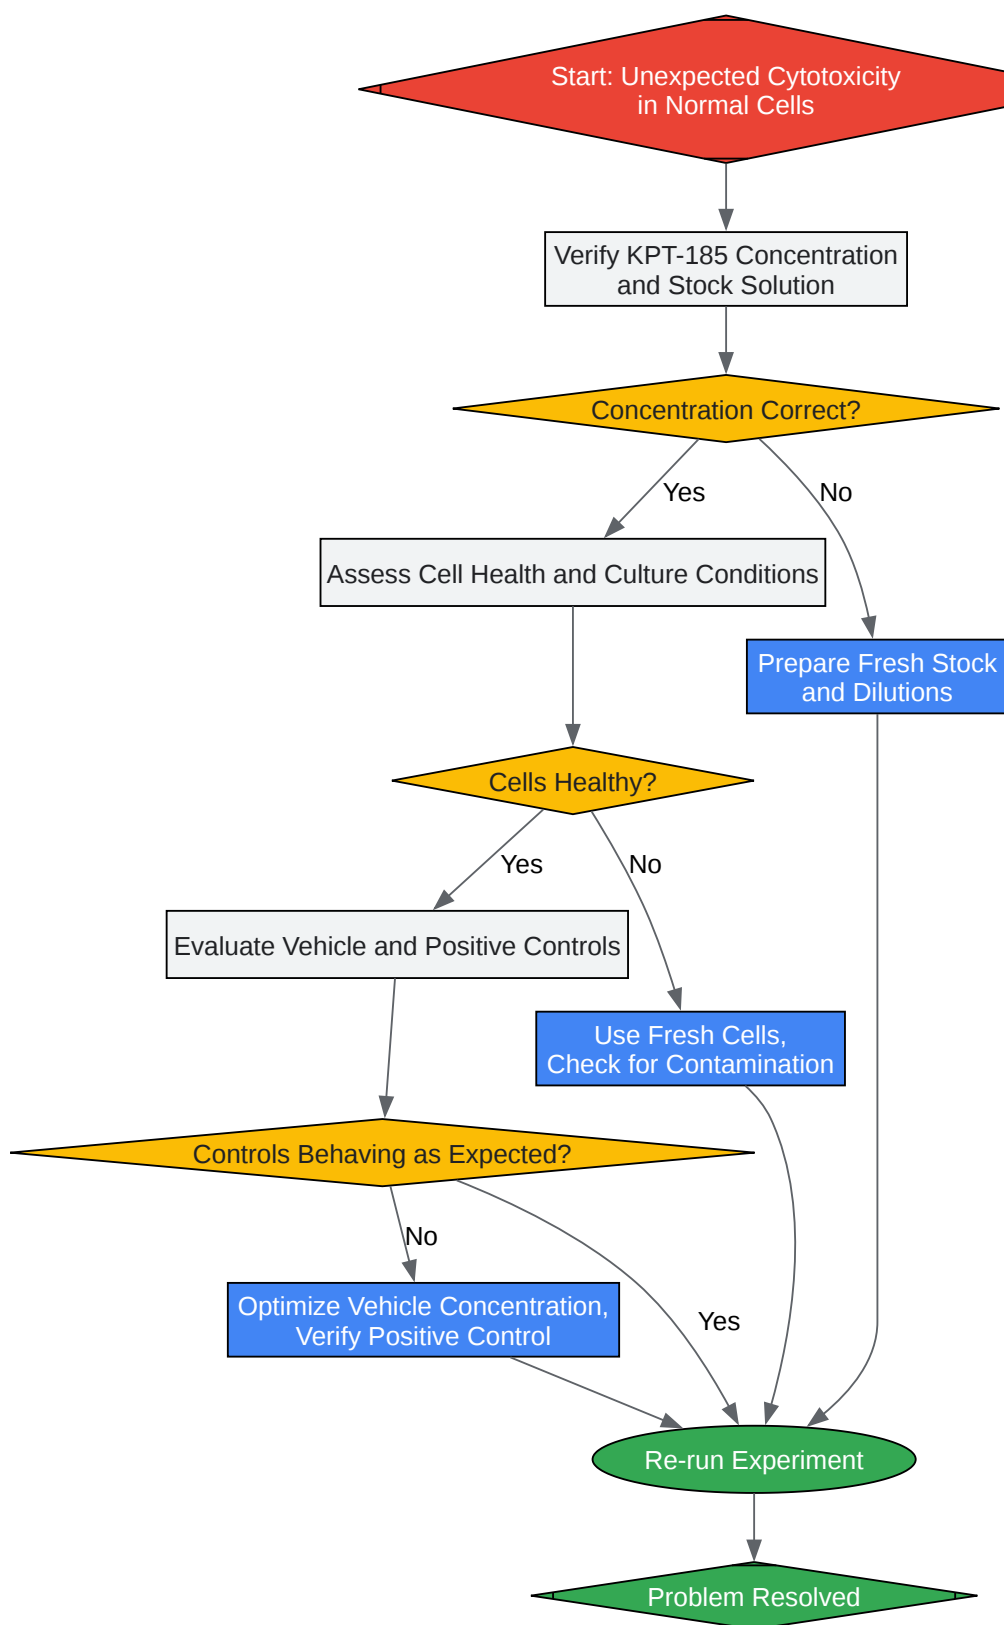 Start: Unexpected Cytotoxicity
in Normal Cells
Verify KPT-185 Concentration
and Stock Solution
Concentration Correct?
Yes
No
Assess Cell Health and Culture Conditions
Prepare Fresh Stock
and Dilutions
Cells Healthy?
Yes
No
Evaluate Vehicle and Positive Controls
Use Fresh Cells,
Check for Contamination
Controls Behaving as Expected?
No
Optimize Vehicle Concentration,
Verify Positive Control
Yes
Re-run Experiment
Problem Resolved